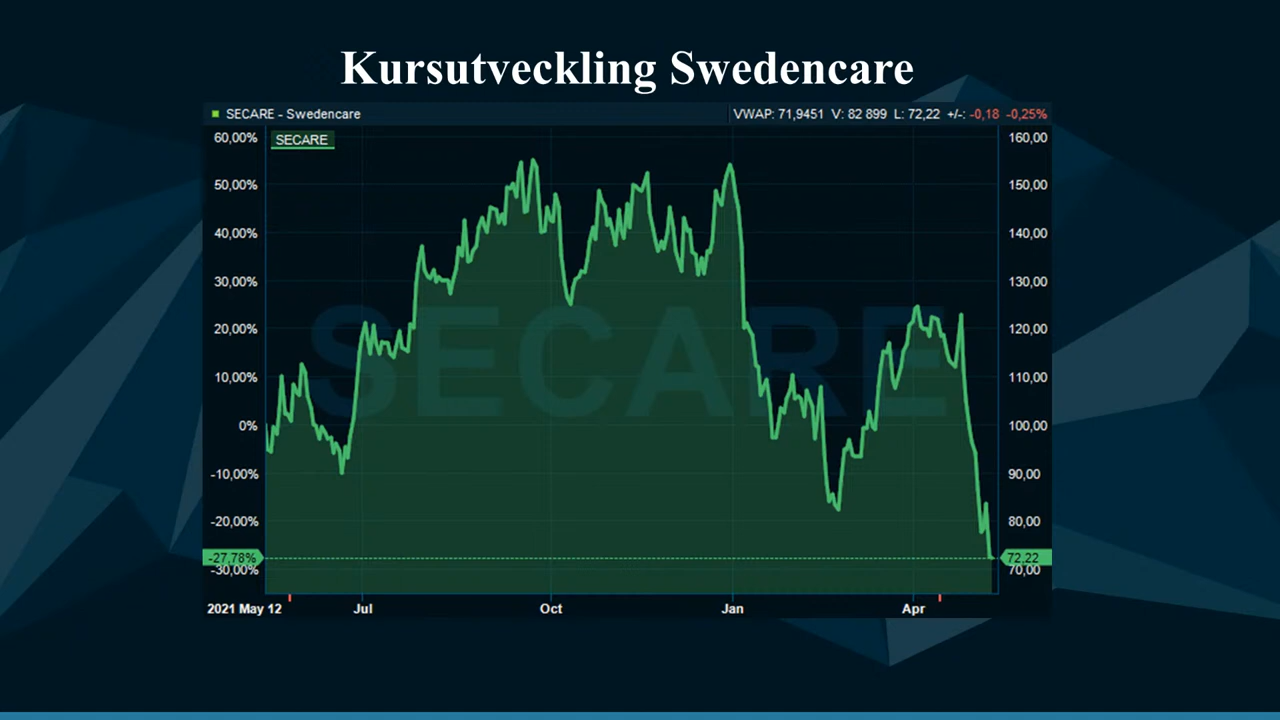 Kursutveckling Swedencare
SECARE - Swedencare VWAP: 71,9451 V: 82 899 L: 72,22 +/-: -0,18 -0,25%
60,00% SECARE 160,00
50,00% 150,00
40,00% 140,00
30,00% 130,00
SECARE
20,00% 120,00
10,00% 110,00
0% 100,00
-10,00% 90,00
-20,00% 80,00
-27,78% 72,22
-30,00% 70,00
2021 May 12 Jul Oct Jan Apr